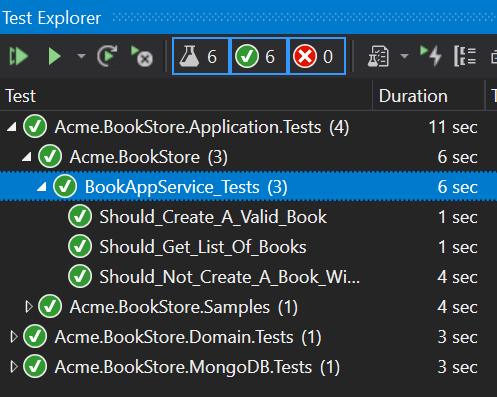 Test Explorer
6 6 0
Test Duration
Acme.BookStore.Application.Tests (4) 11 sec
Acme.BookStore (3) 6 sec
BookAppService_Tests (3) 6 sec
Should_Create_A_Valid_Book 1 sec
Should_Get_List_Of_Books 1 sec
Should_Not_Create_A_Book_Wi... 4 sec
Acme.BookStore.Samples (1) 4 sec
Acme.BookStore.Domain.Tests (1) 3 sec
Acme.BookStore.MongoDB.Tests (1) 3 sec